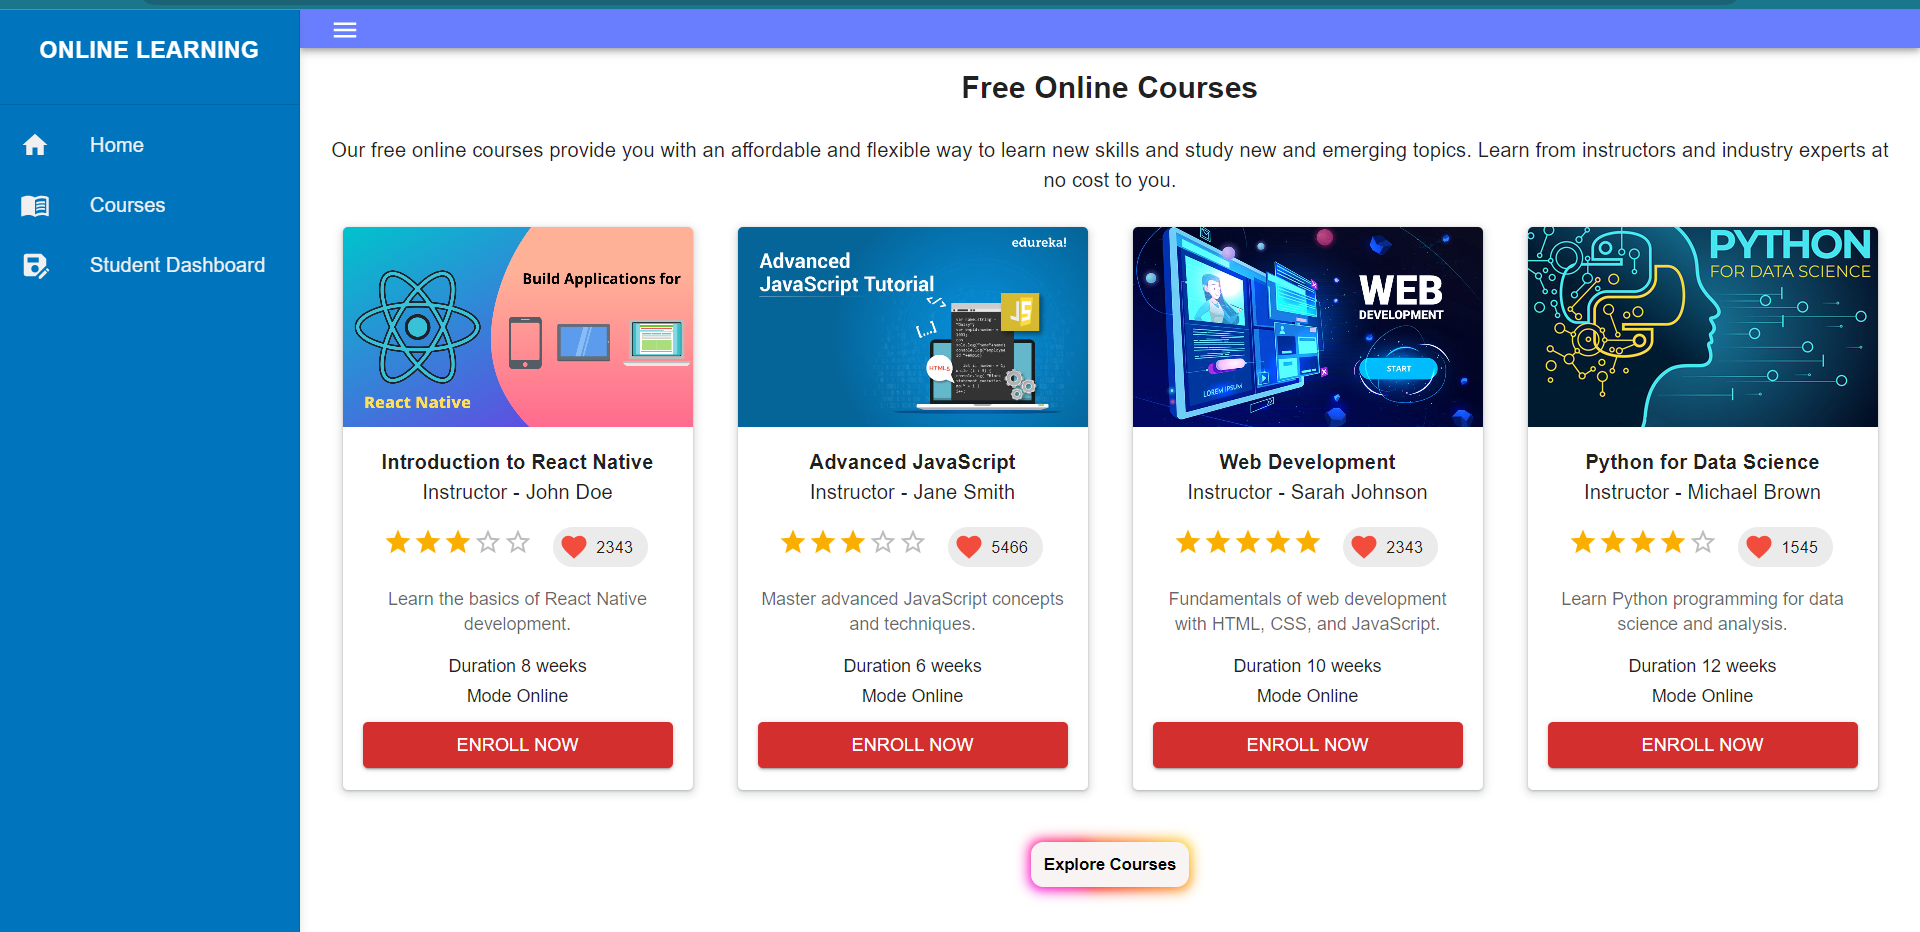 ONLINE LEARNING
Home
Courses
Student Dashboard
Free Online Courses
Our free online courses provide you with an affordable and flexible way to learn new skills and study new and emerging topics. Learn from instructors and industry experts at
no cost to you.
Build Applications for
React Native
Introduction to React Native
Instructor - John Doe
2343
Learn the basics of React Native
development.
Duration 8 weeks
Mode Online
ENROLL NOW
edureka!
Advanced
JavaScript Tutorial
</>
[...]
JS
HTML5
Advanced JavaScript
Instructor - Jane Smith
5466
Master advanced JavaScript concepts
and techniques.
Duration 6 weeks
Mode Online
ENROLL NOW
WEB
DEVELOPMENT
START
LOREM IPSUM
Web Development
Instructor - Sarah Johnson
2343
Fundamentals of web development
with HTML, CSS, and JavaScript.
Duration 10 weeks
Mode Online
ENROLL NOW
PYTHON
FOR DATA SCIENCE
Python for Data Science
Instructor - Michael Brown
1545
Learn Python programming for data
science and analysis.
Duration 12 weeks
Mode Online
ENROLL NOW
Explore Courses